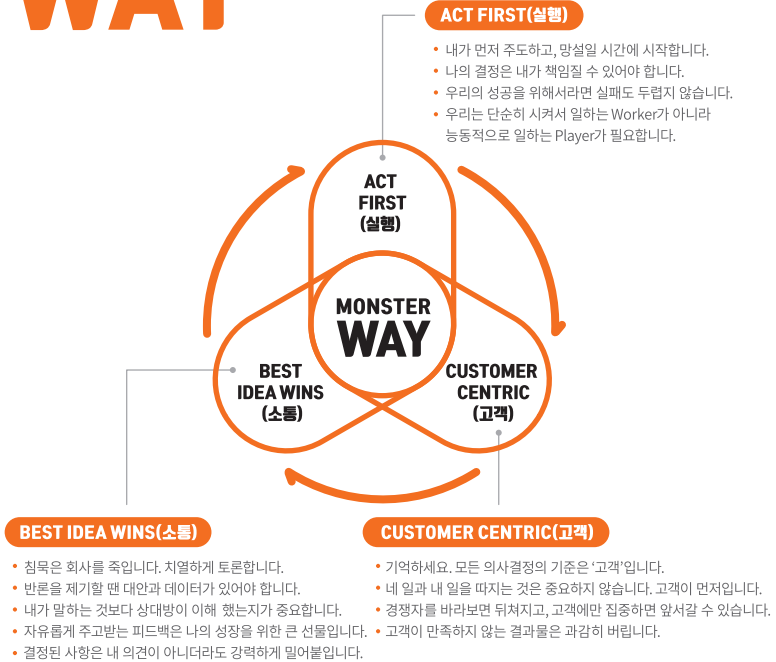 WAY
ACT FIRST(실행)
• 내가 먼저 주도하고, 망설일 시간에 시작합니다.
• 나의 결정은 내가 책임질 수 있어야 합니다.
• 우리의 성공을 위해서라면 실패도 두렵지 않습니다.
• 우리는 단순히 시켜서 일하는 Worker가 아니라
능동적으로 일하는 Player가 필요합니다.
ACT
FIRST
(실행)
MONSTER
WAY
BEST
IDEA WINS
(소통)
CUSTOMER
CENTRIC
(고객)
BEST IDEA WINS(소통)
• 침묵은 회사를 죽입니다. 치열하게 토론합니다.
• 반론을 제기할 땐 대안과 데이터가 있어야 합니다.
• 내가 말하는 것보다 상대방이 이해 했는지가 중요합니다.
• 자유롭게 주고받는 피드백은 나의 성장을 위한 큰 선물입니다.
• 결정된 사항은 내 의견이 아니더라도 강력하게 밀어붙입니다.
CUSTOMER CENTRIC(고객)
• 기억하세요. 모든 의사결정의 기준은 ‘고객’입니다.
• 네 일과 내 일을 따지는 것은 중요하지 않습니다. 고객이 먼저입니다.
• 경쟁자를 바라보면 뒤쳐지고, 고객에만 집중하면 앞서갈 수 있습니다.
• 고객이 만족하지 않는 결과물은 과감히 버립니다.